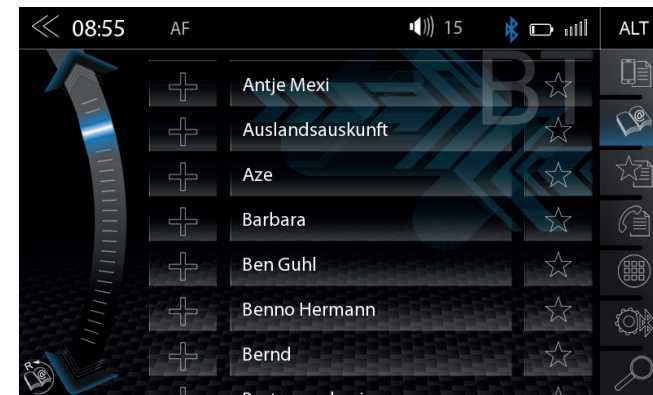 08:55 AF 15 ALT
BT
Antje Mexi
Auslandsauskunft
Aze
Barbara
Ben Guhl
Benno Hermann
Bernd
R